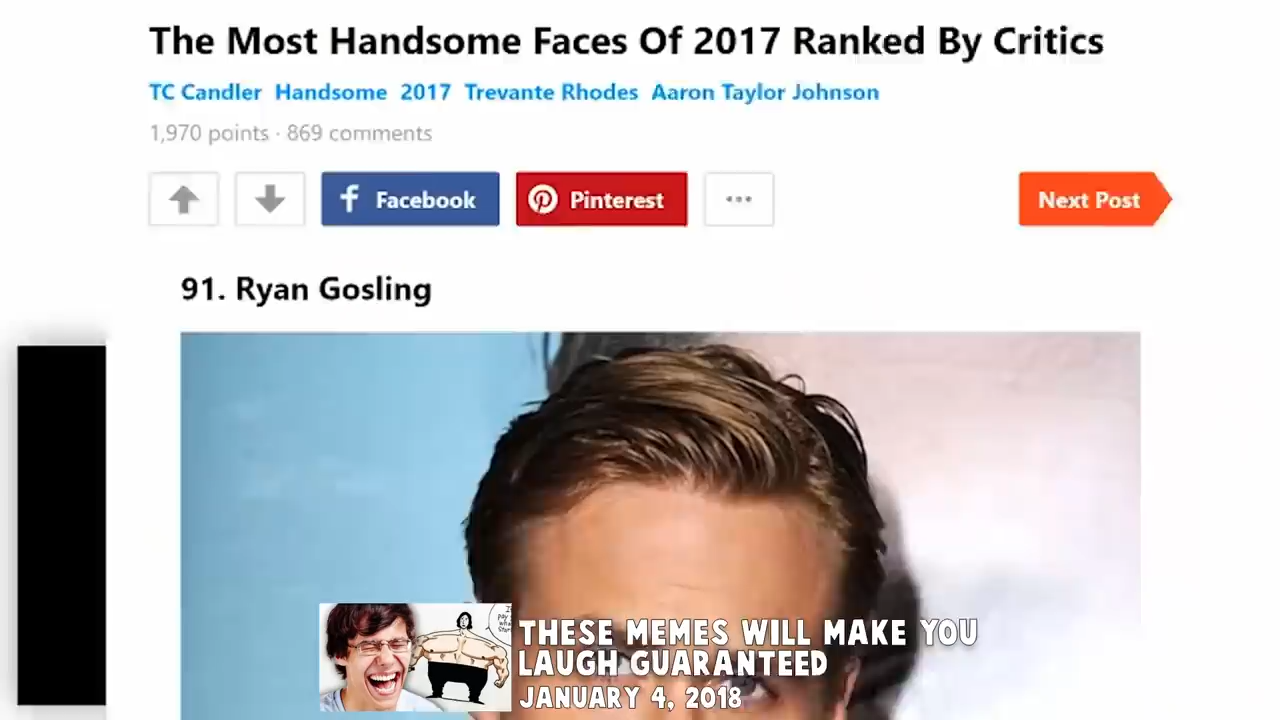 The Most Handsome Faces Of 2017 Ranked By Critics
TC Candler Handsome 2017 Trevante Rhodes Aaron Taylor Johnson
1,970 points · 869 comments
Facebook
Pinterest
Next Post
91. Ryan Gosling
THESE MEMES WILL MAKE YOU
LAUGH GUARANTEED
JANUARY 4, 2018